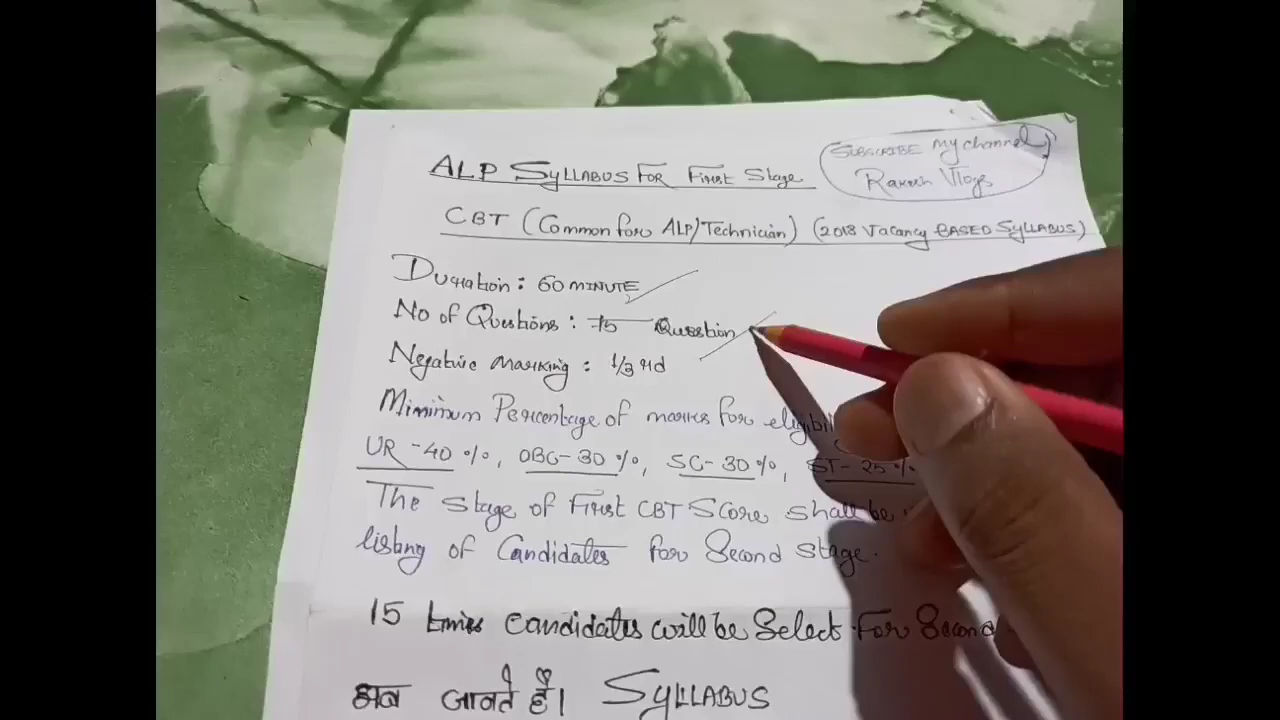 ALP SYLLABUS FOR First Stage
SUBSCRIBE my channel
Rakesh Vlogs
CBT (Common for ALP/Technician) (2018 Vacancy BASED SYLLABUS)
Duration: 60 MINUTE
No of Questions: 75 Question
Negative marking: 1/3 rd
Minimum Percentage of marks for eligibil
UR - 40 %, OBC - 30 %, SC - 30 %, ST - 25 %
The Stage of First CBT Score shall be
listing of Candidates for Second stage.
15 times candidates will be Select For Second
अब जानते है। SYLLABUS